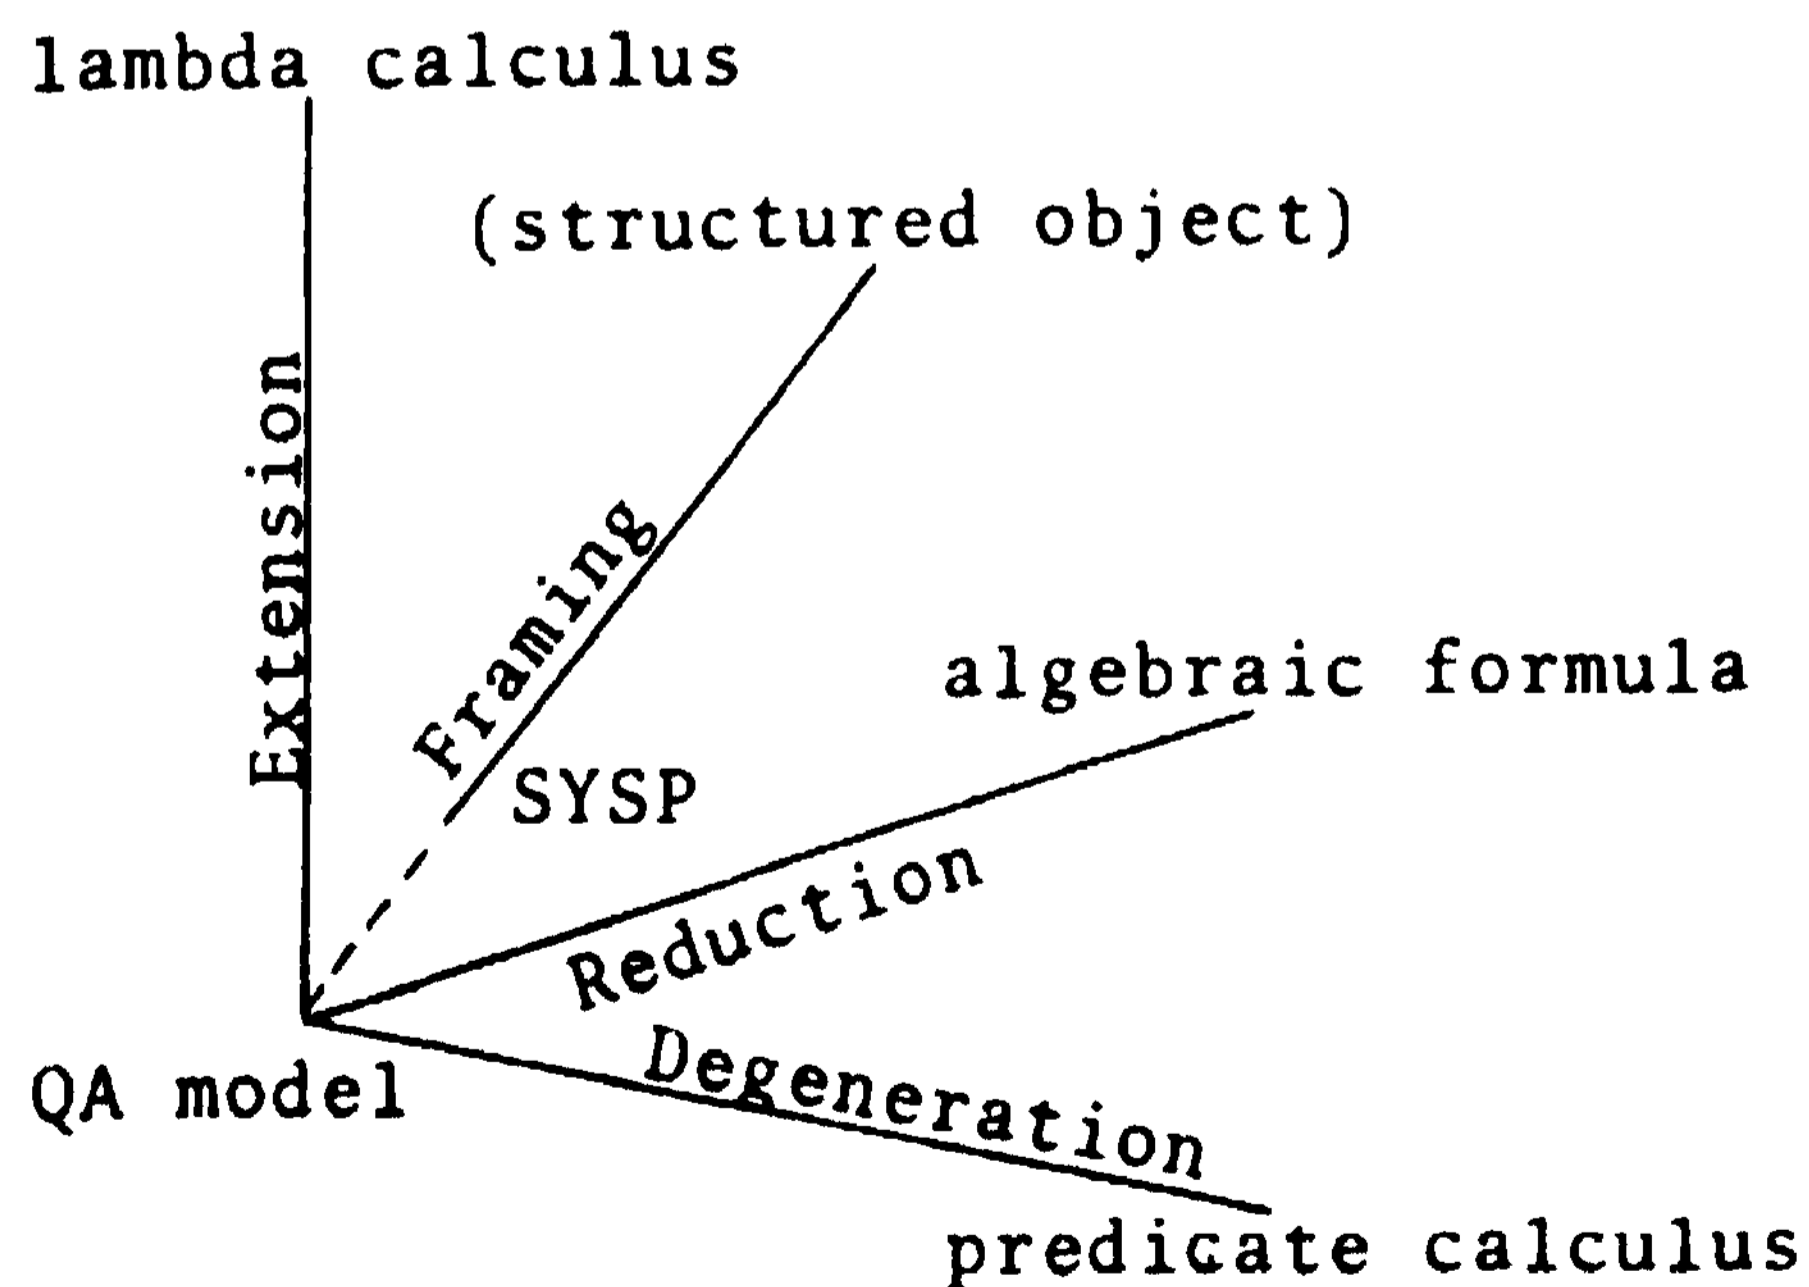 lambda calculus
(structured object)
Extension
Framing
algebraic formula
SYSP
Reduction
QA model
Degeneration
predicate calculus